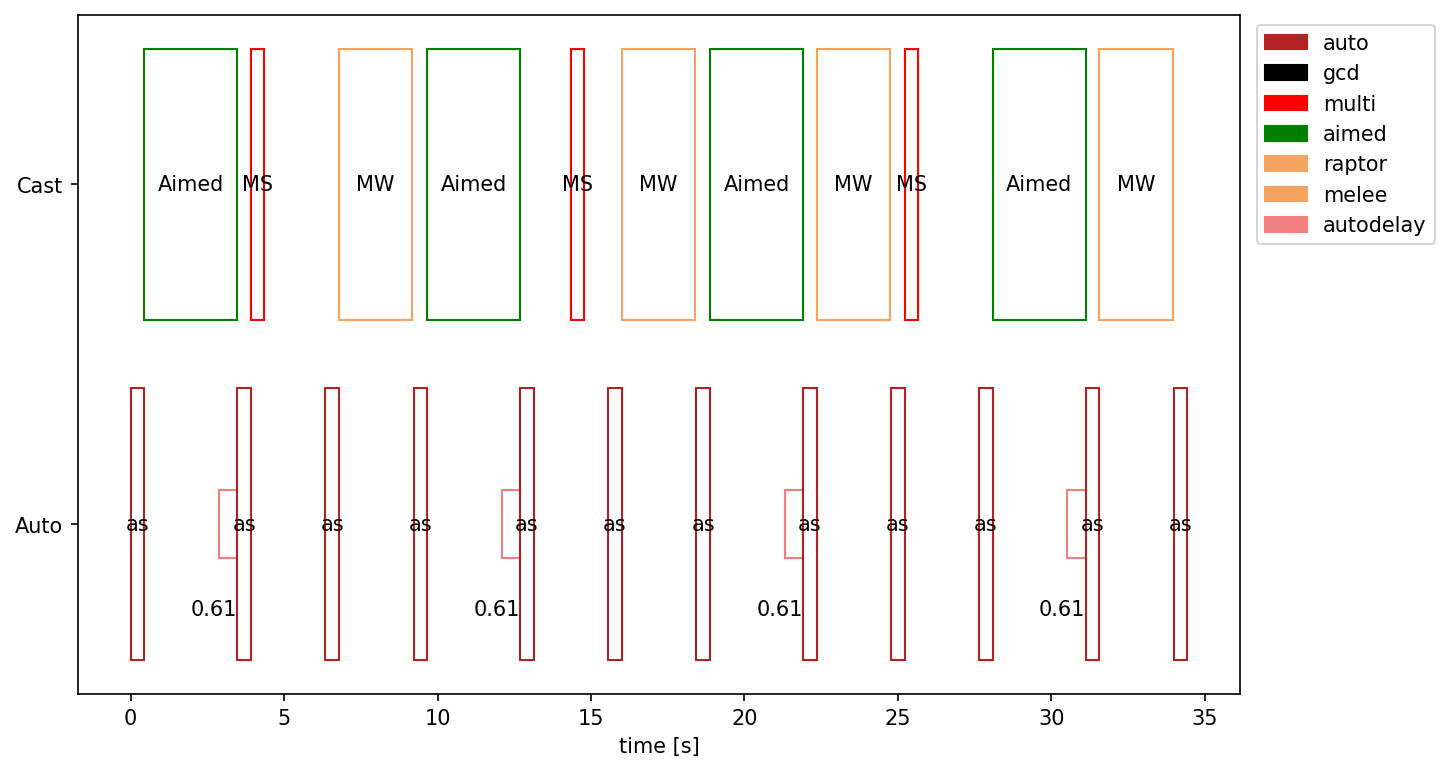 Cast
Aimed MS MW Aimed MS MW Aimed MW MS Aimed MW
Auto
as as as as as as as as as as as as
0.61 0.61 0.61 0.61
0 5 10 15 20 25 30 35
time [s]
auto
gcd
multi
aimed
raptor
melee
autodelay